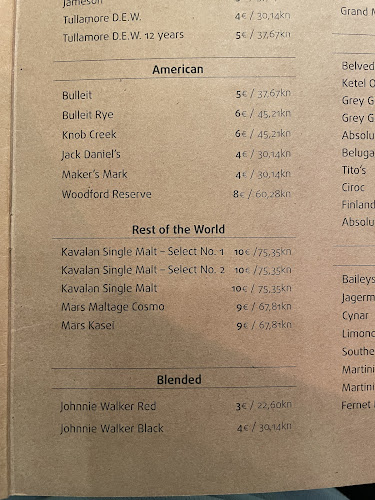 Jameson
Tullamore D.E.W. 4€ / 30,14kn
Tullamore D.E.W. 12 years 5€ / 37,67kn
American
Bulleit 5€ / 37,67kn
Bulleit Rye 6€ / 45,21kn
Knob Creek 6€ / 45,21kn
Jack Daniel's 4€ / 30,14kn
Maker's Mark 4€ / 30,14kn
Woodford Reserve 8€ / 60,28kn
Rest of the World
Kavalan Single Malt – Select No. 1 10€ /75,35kn
Kavalan Single Malt – Select No. 2 10€ /75,35kn
Kavalan Single Malt 10€ / 75,35kn
Mars Maltage Cosmo 9€ / 67,81kn
Mars Kasei 9€ / 67,81kn
Blended
Johnnie Walker Red 3€ / 22,60kn
Johnnie Walker Black 4€ / 30,14kn
Grand M
Belved
Ketel O
Grey G
Grey G
Absolu
Beluga
Tito's
Ciroc
Finland
Absolu
Baileys
Jagerm
Cynar
Limonc
Southe
Martini
Martini
Fernet